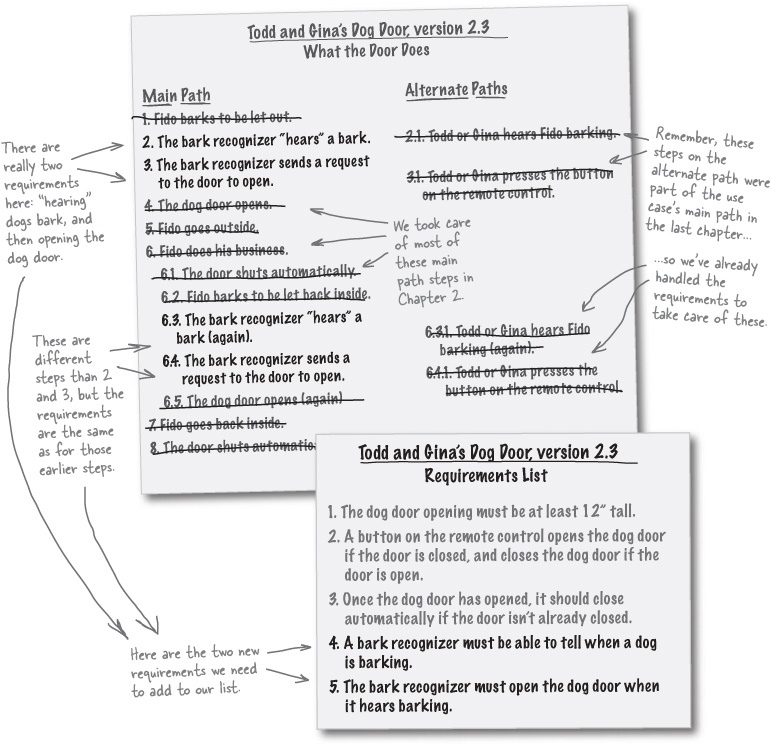 Todd and Gina's Dog Door, version 2.3
What the Door Does
Main Path
1. Fido barks to be let out.
2. The bark recognizer "hears" a bark.
3. The bark recognizer sends a request
to the door to open.
4. The dog door opens.
5. Fido goes outside.
6. Fido does his business.
6.1. The door shuts automatically.
6.2. Fido barks to be let back inside.
6.3. The bark recognizer "hears" a
bark (again).
6.4. The bark recognizer sends a
request to the door to open.
6.5. The dog door opens (again)
7. Fido goes back inside.
8. The door shuts automatic
Alternate Paths
2.1. Todd or Gina hears Fido barking.
3.1. Todd or Gina presses the button
on the remote control.
6.3.1. Todd or Gina hears Fido
barking (again).
6.4.1. Todd or Gina presses the
button on the remote control.
There are
really two
requirements
here: "hearing"
dogs bark, and
then opening the
dog door.
These are
different
steps than 2
and 3, but the
requirements
are the same
as for those
earlier steps.
We took care
of most of
these main
path steps in
Chapter 2.
Remember, these
steps on the
alternate path were
part of the use
case's main path in
the last chapter...
...so we've already
handled the
requirements to
take care of these.
Todd and Gina's Dog Door, version 2.3
Requirements List
1. The dog door opening must be at least 12" tall.
2. A button on the remote control opens the dog door
if the door is closed, and closes the dog door if the
door is open.
3. Once the dog door has opened, it should close
automatically if the door isn't already closed.
4. A bark recognizer must be able to tell when a dog
is barking.
5. The bark recognizer must open the dog door when
it hears barking.
Here are the two new
requirements we need
to add to our list.